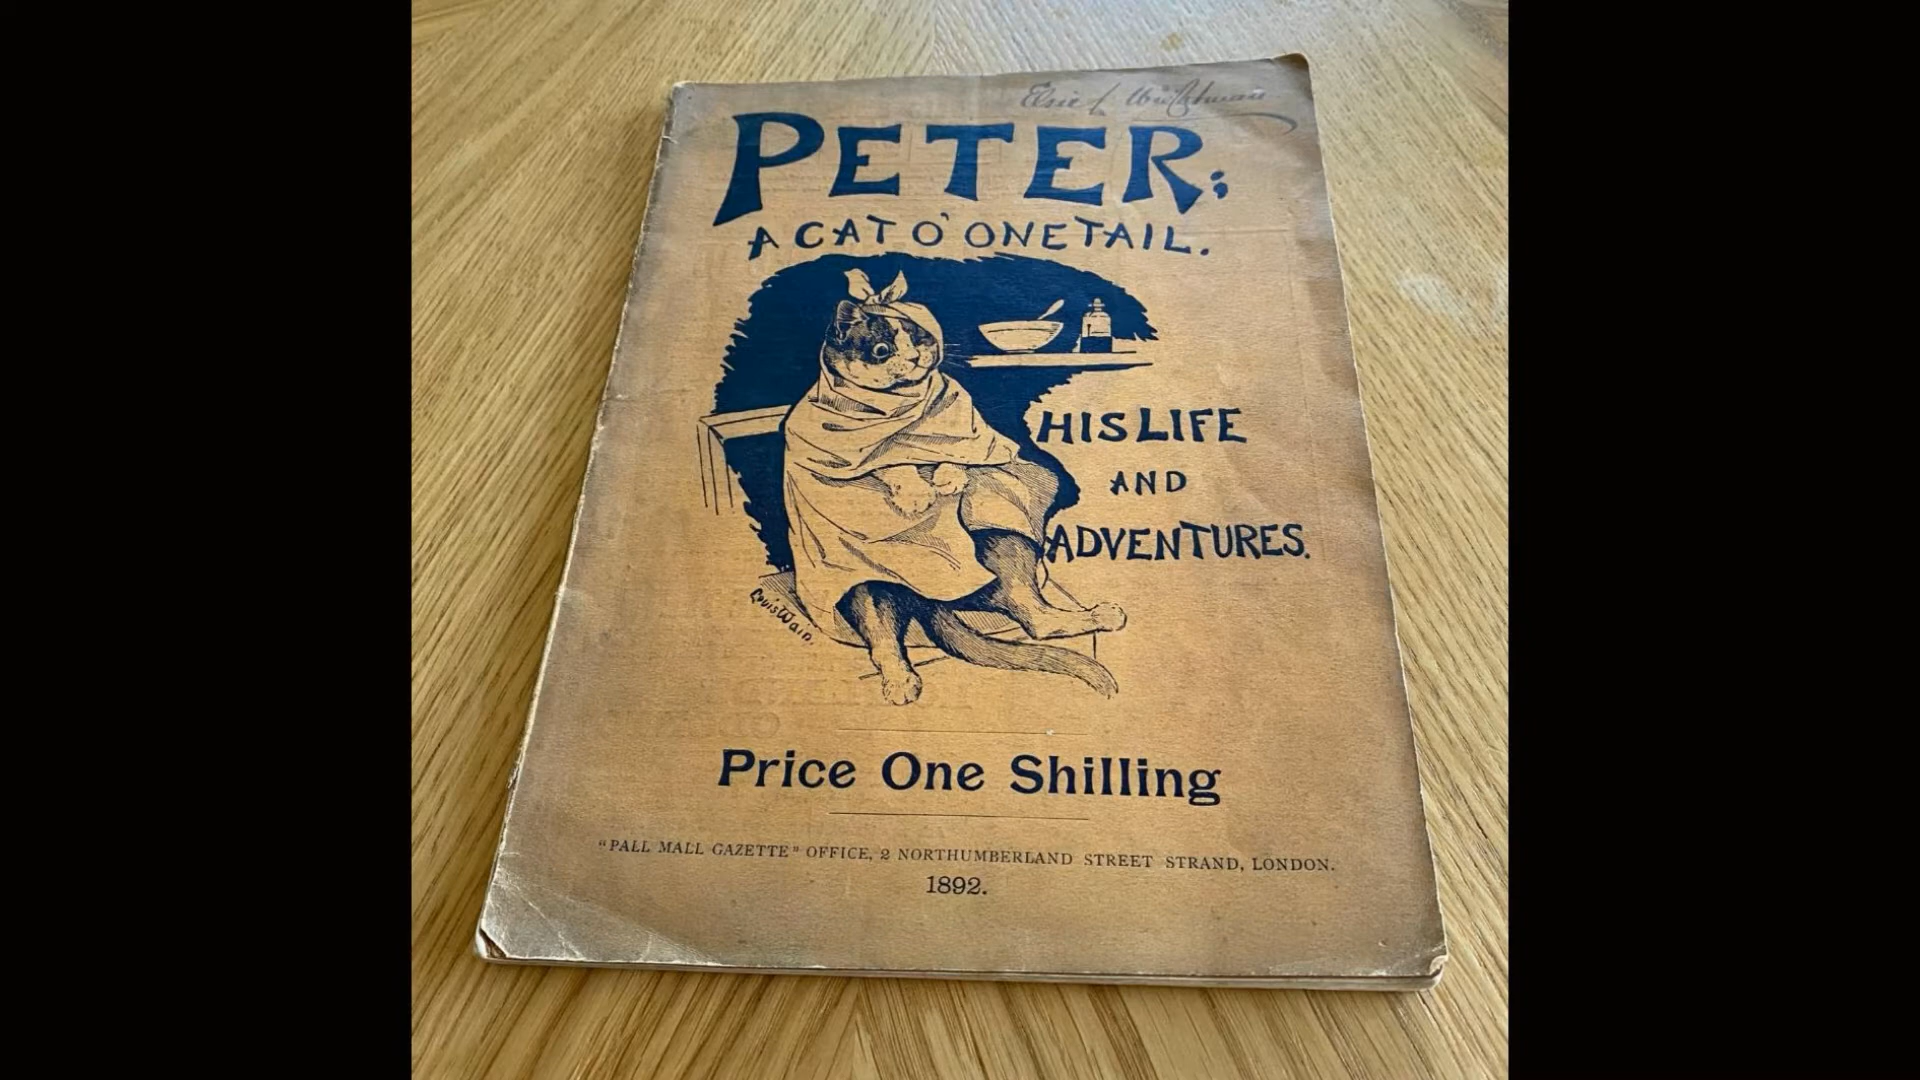 Elsie L.
PETER;
A CAT O' ONE TAIL.
HIS LIFE
AND
ADVENTURES.
Louis Wain.
Price One Shilling
"PALL MALL GAZETTE" OFFICE, 2 NORTHUMBERLAND STREET STRAND, LONDON.
1892.